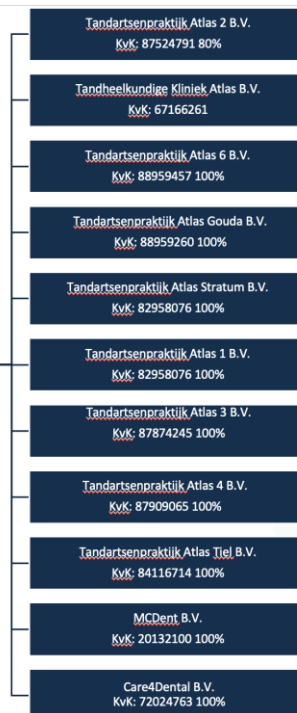 Tandartsenpraktijk Atlas 2 B.V.
KvK: 87524791 80%
Tandheelkundige Kliniek Atlas B.V.
KvK: 67166261
Tandartsenpraktijk Atlas 6 B.V.
KvK: 88959457 100%
Tandartsenpraktijk Atlas Gouda B.V.
KvK: 88959260 100%
Tandartsenpraktijk Atlas Stratum B.V.
KvK: 82958076 100%
Tandartsenpraktijk Atlas 1 B.V.
KvK: 82958076 100%
Tandartsenpraktijk Atlas 3 B.V.
KvK: 87874245 100%
Tandartsenpraktijk Atlas 4 B.V.
KvK: 87909065 100%
Tandartsenpraktijk Atlas Tiel B.V.
KvK: 84116714 100%
MCDent B.V.
KvK: 20132100 100%
Care4Dental B.V.
KvK: 72024763 100%